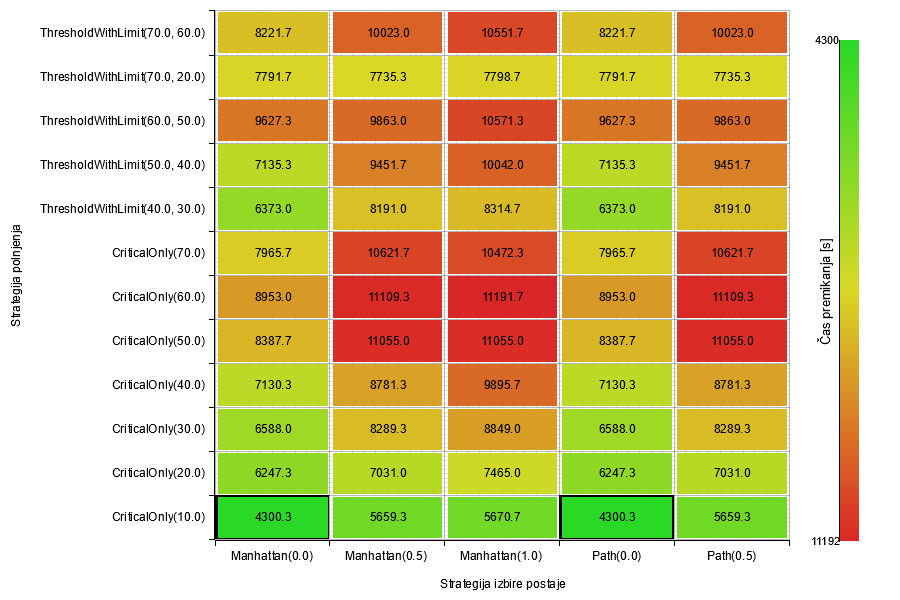 ThresholdWithLimit(70.0, 60.0) 8221.7 10023.0 10551.7 8221.7 10023.0
ThresholdWithLimit(70.0, 20.0) 7791.7 7735.3 7798.7 7791.7 7735.3
ThresholdWithLimit(60.0, 50.0) 9627.3 9863.0 10571.3 9627.3 9863.0
ThresholdWithLimit(50.0, 40.0) 7135.3 9451.7 10042.0 7135.3 9451.7
ThresholdWithLimit(40.0, 30.0) 6373.0 8191.0 8314.7 6373.0 8191.0
CriticalOnly(70.0) 7965.7 10621.7 10472.3 7965.7 10621.7
CriticalOnly(60.0) 8953.0 11109.3 11191.7 8953.0 11109.3
CriticalOnly(50.0) 8387.7 11055.0 11055.0 8387.7 11055.0
CriticalOnly(40.0) 7130.3 8781.3 9895.7 7130.3 8781.3
CriticalOnly(30.0) 6588.0 8289.3 8849.0 6588.0 8289.3
CriticalOnly(20.0) 6247.3 7031.0 7465.0 6247.3 7031.0
CriticalOnly(10.0) 4300.3 5659.3 5670.7 4300.3 5659.3
Manhattan(0.0) Manhattan(0.5) Manhattan(1.0) Path(0.0) Path(0.5)
Strategija izbire postaje
Strategija polnjenja
4300
Čas premikanja [s]
11192